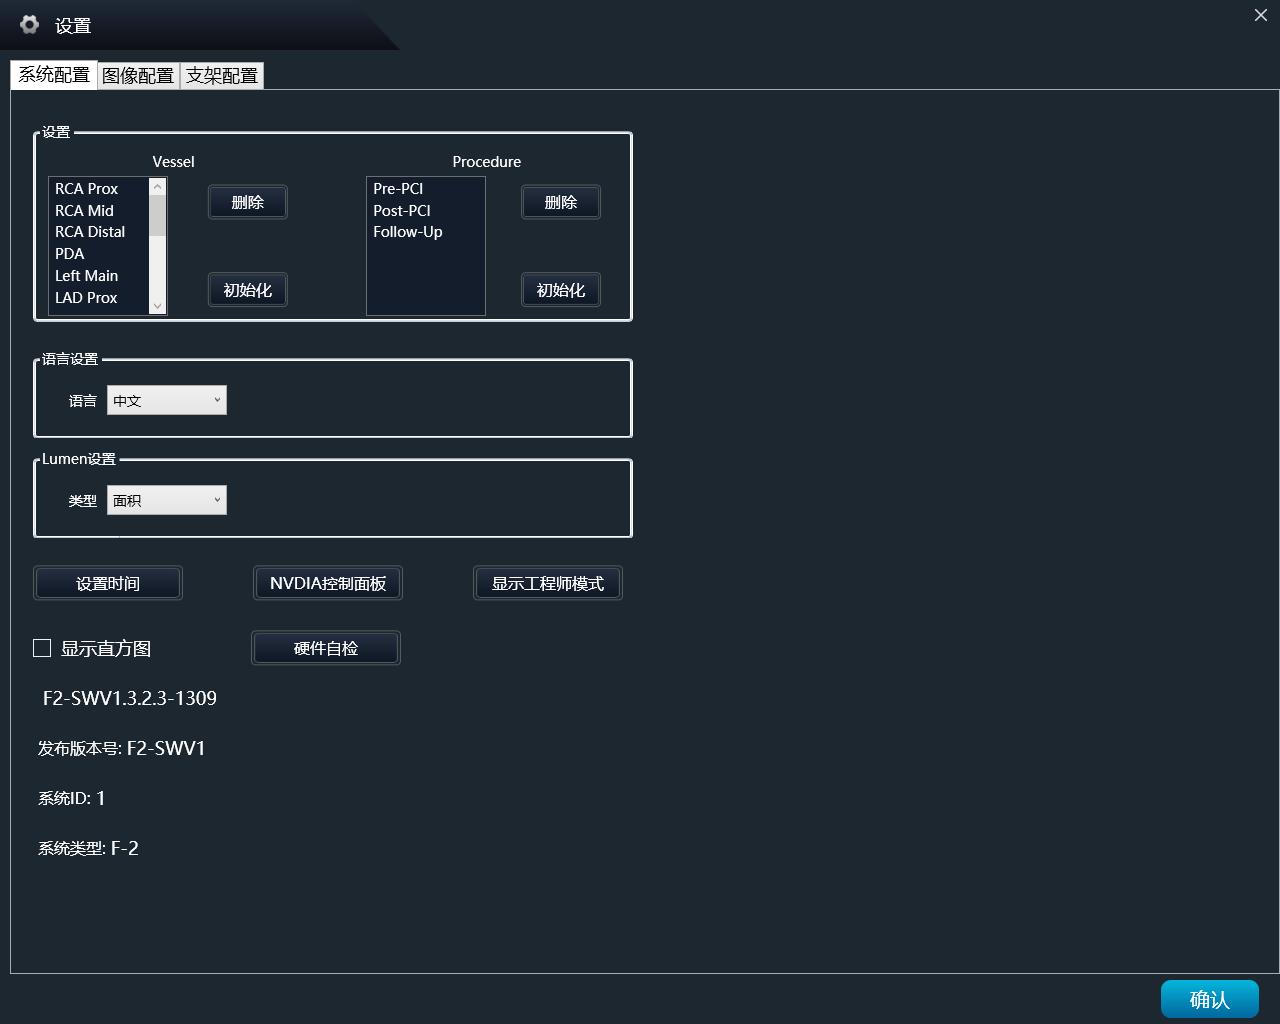 设置
系统配置 图像配置 支架配置
设置
Vessel
Procedure
RCA Prox
RCA Mid
RCA Distal
PDA
Left Main
LAD Prox
删除
初始化
Pre-PCI
Post-PCI
Follow-Up
删除
初始化
语言设置
语言 中文
Lumen设置
类型 面积
设置时间 NVDIA控制面板 显示工程师模式
显示直方图 硬件自检
F2-SWV1.3.2.3-1309
发布版本号: F2-SWV1
系统ID: 1
系统类型: F-2
确认